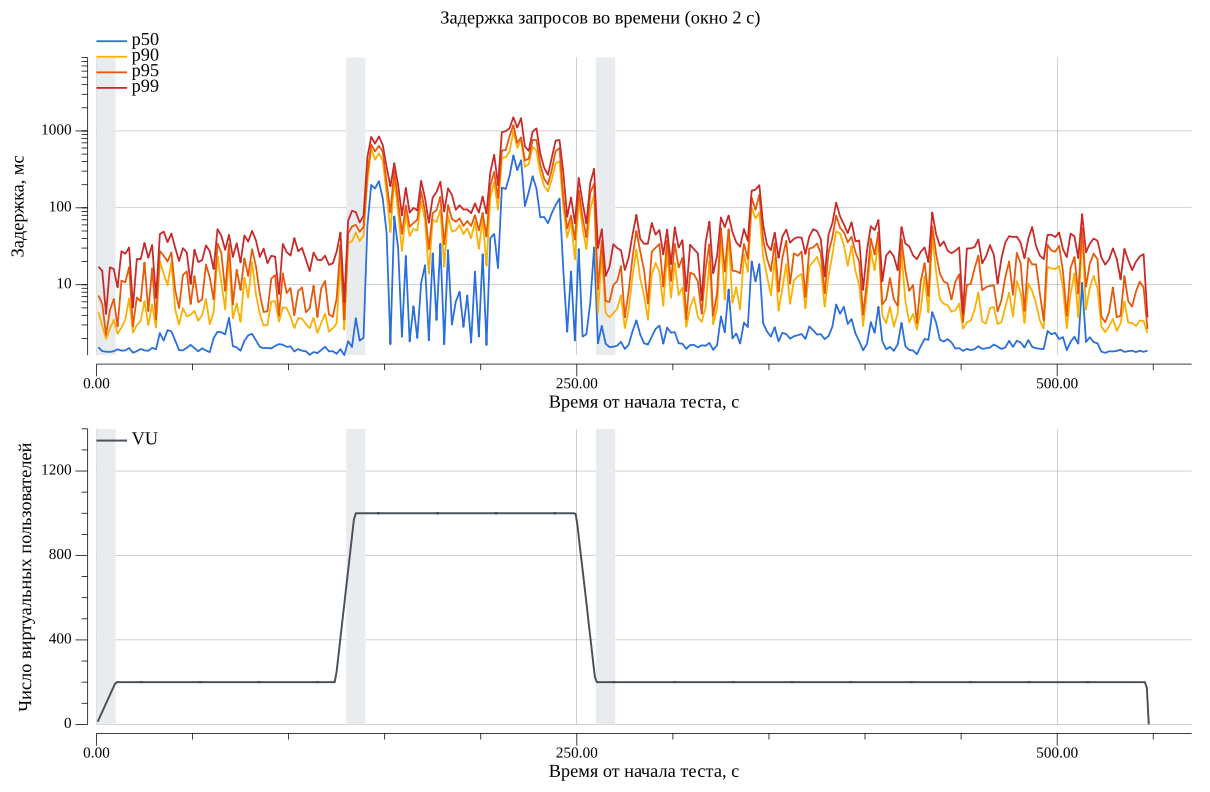 Задержка запросов во времени (окно 2 с)
p50
p90
p95
p99
1000
100
10
Задержка, мс
0.00
250.00
500.00
Время от начала теста, с
VU
1200
800
400
0
Число виртуальных пользователей
0.00
250.00
500.00
Время от начала теста, с